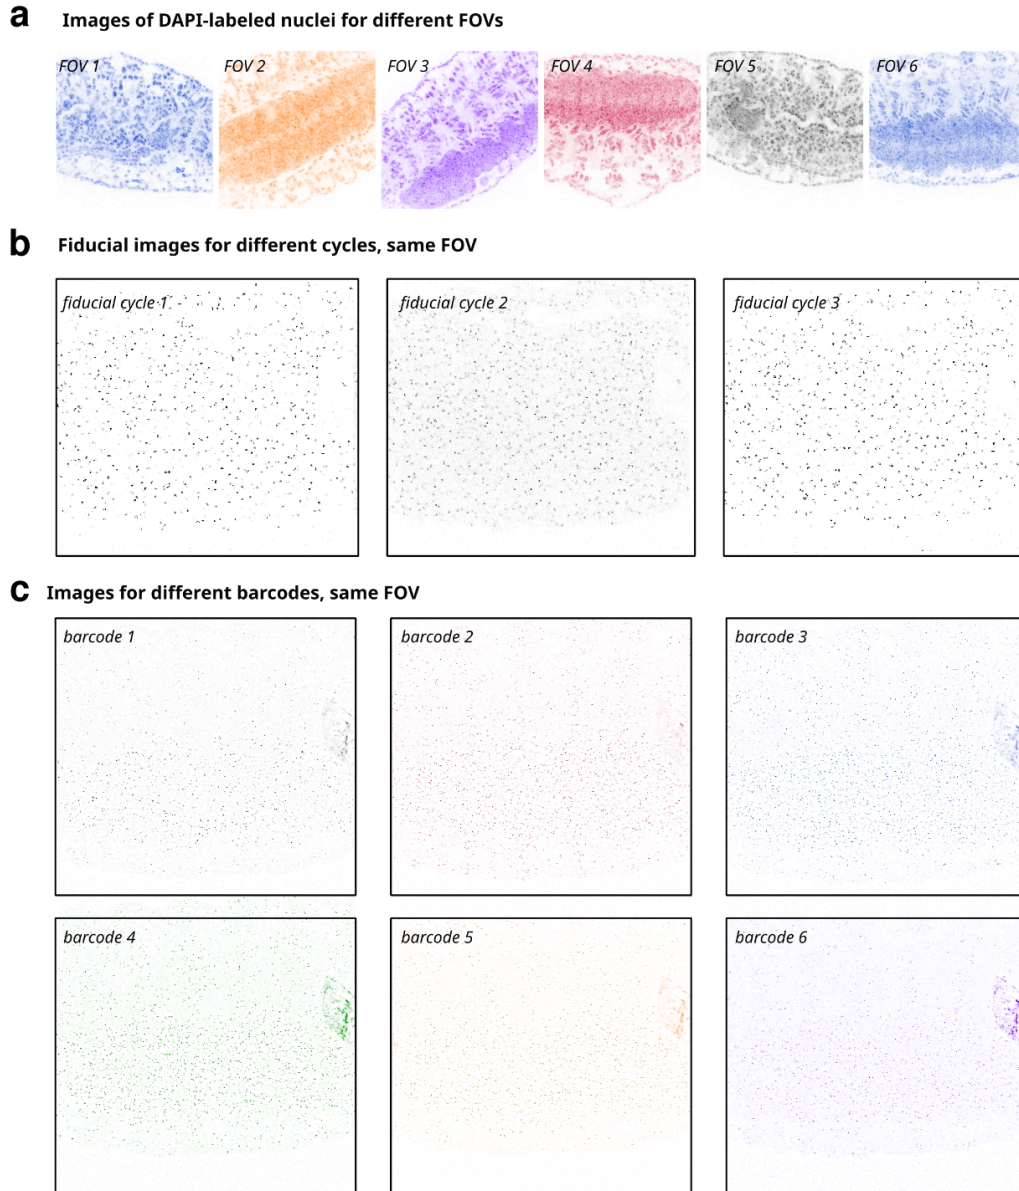 a Images of DAPI-labeled nuclei for different FOVs
FOV 1 FOV 2 FOV 3 FOV 4 FOV 5 FOV 6
b Fiducial images for different cycles, same FOV
fiducial cycle 1 fiducial cycle 2 fiducial cycle 3
c Images for different barcodes, same FOV
barcode 1 barcode 2 barcode 3
barcode 4 barcode 5 barcode 6